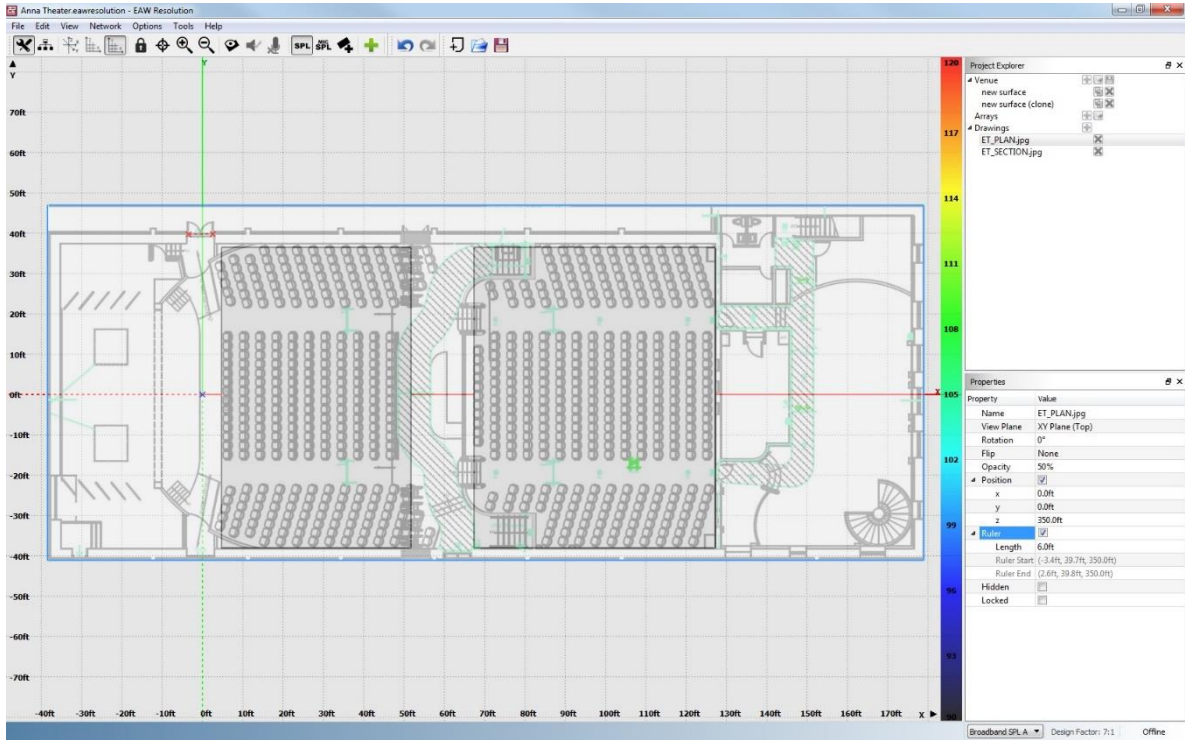 Anna Theater.eawresolution - EAW Resolution
File Edit View Network Options Tools Help
SPL
Y
Y
70ft
60ft
50ft
40ft
30ft
20ft
10ft
0ft
-10ft
-20ft
-30ft
-40ft
-50ft
-60ft
-70ft
-40ft -30ft -20ft -10ft 0ft 10ft 20ft 30ft 40ft 50ft 60ft 70ft 80ft 90ft 100ft 110ft 120ft 130ft 140ft 150ft 160ft 170ft X
X
120
117
114
111
108
105
102
99
96
93
90
Project Explorer
Venue
new surface
new surface (clone)
Arrays
Drawings
ET_PLAN.jpg
ET_SECTION.jpg
Properties
Property Value
Name ET_PLAN.jpg
View Plane XY Plane (Top)
Rotation 0°
Flip None
Opacity 50%
Position
x 0.0ft
y 0.0ft
z 350.0ft
Ruler
Length 6.0ft
Ruler Start (-3.4ft, 39.7ft, 350.0ft)
Ruler End (2.6ft, 39.8ft, 350.0ft)
Hidden
Locked
Broadband SPL A Design Factor: 7:1 Offline